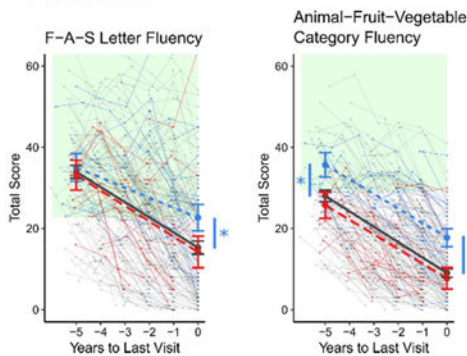 F-A-S Letter Fluency
Animal-Fruit-Vegetable
Category Fluency
Total Score
60
40
20
0
*
-5 -4 -3 -2 -1 0
Years to Last Visit
Total Score
60
40
20
0
*
-5 -4 -3 -2 -1 0
Years to Last Visit